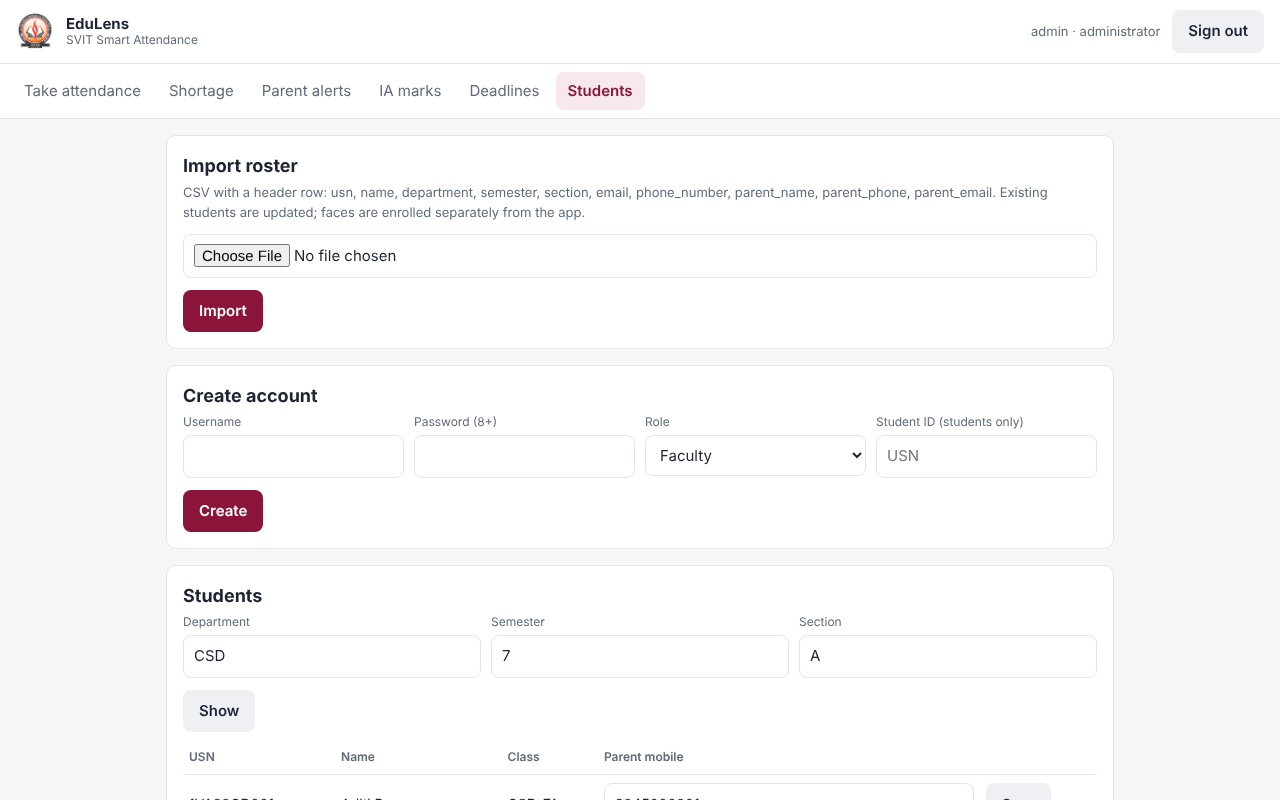 EduLens
SVIT Smart Attendance
admin · administrator
Sign out
Take attendance
Shortage
Parent alerts
IA marks
Deadlines
Students
Import roster
CSV with a header row: usn, name, department, semester, section, email, phone_number, parent_name, parent_phone, parent_email. Existing
students are updated; faces are enrolled separately from the app.
Choose File No file chosen
Import
Create account
Username
Password (8+)
Role
Student ID (students only)
Faculty
USN
Create
Students
Department
Semester
Section
CSD
7
A
Show
USN
Name
Class
Parent mobile